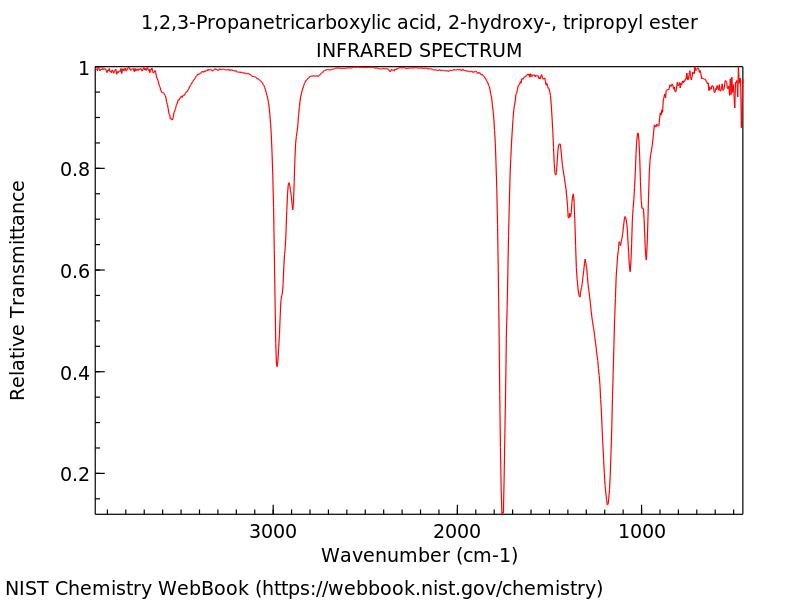 1,2,3-Propanetricarboxylic acid, 2-hydroxy-, tripropyl ester
INFRARED SPECTRUM
1
0.8
0.6
0.4
0.2
Relative Transmittance
3000 2000 1000
Wavenumber (cm-1)
NIST Chemistry WebBook (https://webbook.nist.gov/chemistry)